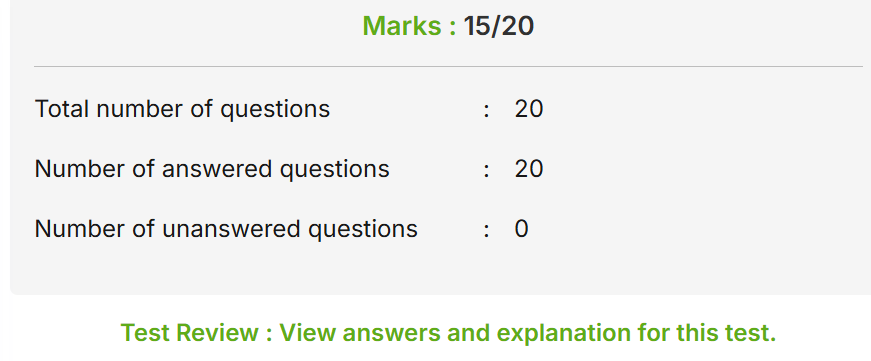 Marks : 15/20
Total number of questions : 20
Number of answered questions : 20
Number of unanswered questions : 0
Test Review : View answers and explanation for this test.